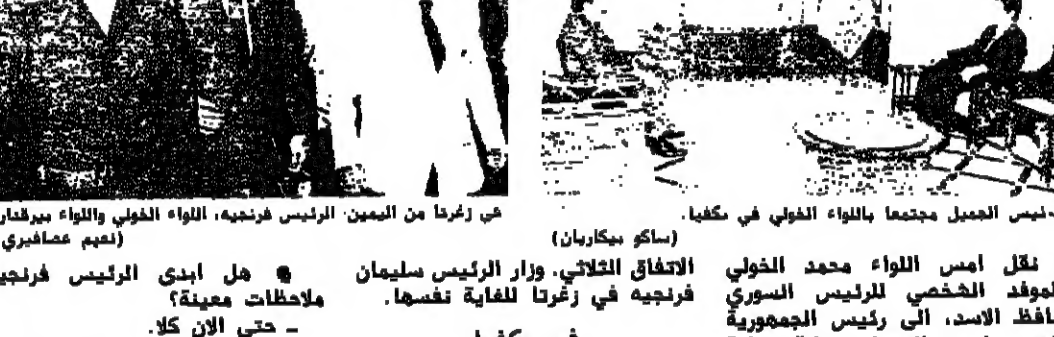 الرئيس الجميل مجتمعا باللواء الخولي في بكفيا.
(ساكو بيكاريان)
في زغرتا من اليمين: الرئيس فرنجيه، اللواء الخولي واللواء بيرقدار
(نعيم عصافيري)
نقل امس اللواء محمد الخولي
الموفد الشخصي للرئيس السوري
حافظ الاسد، الى رئيس الجمهورية
الاتفاق الثلاثي. وزار الرئيس سليمان
فرنجيه في زغرتا للغاية نفسها.
في بكفيا
● هل ابدى الرئيس فرنجيه
ملاحظات معينة؟
ـ حتى الان كلا.